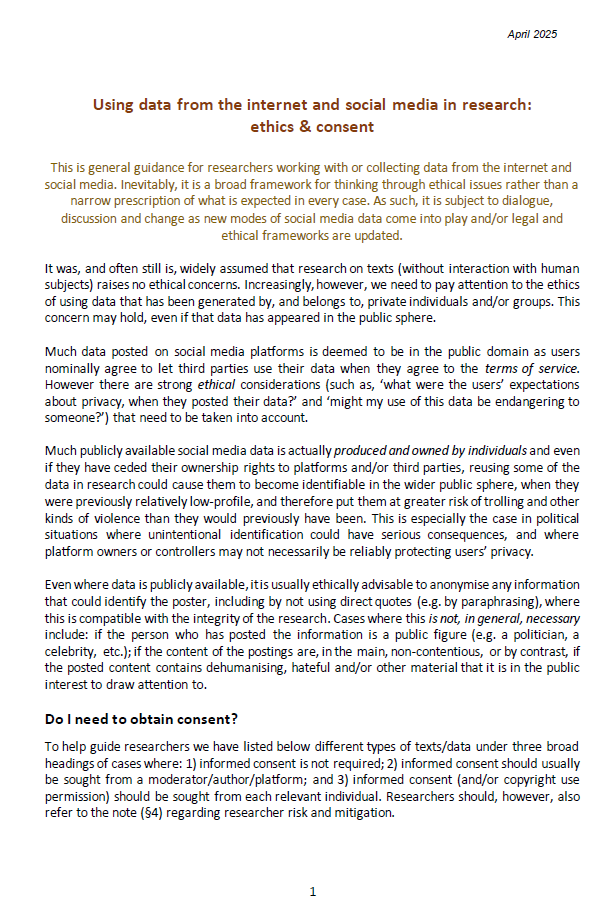 April 2025
Using data from the internet and social media in research:
ethics & consent
This is general guidance for researchers working with or collecting data from the internet and
social media. Inevitably, it is a broad framework for thinking through ethical issues rather than a
narrow prescription of what is expected in every case. As such, it is subject to dialogue,
discussion and change as new modes of social media data come into play and/or legal and
ethical frameworks are updated.
It was, and often still is, widely assumed that research on texts (without interaction with human
subjects) raises no ethical concerns. Increasingly, however, we need to pay attention to the ethics
of using data that has been generated by, and belongs to, private individuals and/or groups. This
concern may hold, even if that data has appeared in the public sphere.
Much data posted on social media platforms is deemed to be in the public domain as users
nominally agree to let third parties use their data when they agree to the terms of service.
However there are strong ethical considerations (such as, ‘what were the users’ expectations
about privacy, when they posted their data?’ and ‘might my use of this data be endangering to
someone?’) that need to be taken into account.
Much publicly available social media data is actually produced and owned by individuals and even
if they have ceded their ownership rights to platforms and/or third parties, reusing some of the
data in research could cause them to become identifiable in the wider public sphere, when they
were previously relatively low-profile, and therefore put them at greater risk of trolling and other
kinds of violence than they would previously have been. This is especially the case in political
situations where unintentional identification could have serious consequences, and where
platform owners or controllers may not necessarily be reliably protecting users’ privacy.
Even where data is publicly available, it is usually ethically advisable to anonymise any information
that could identify the poster, including by not using direct quotes (e.g. by paraphrasing), where
this is compatible with the integrity of the research. Cases where this is not, in general, necessary
include: if the person who has posted the information is a public figure (e.g. a politician, a
celebrity, etc.); if the content of the postings are, in the main, non-contentious, or by contrast, if
the posted content contains dehumanising, hateful and/or other material that it is in the public
interest to draw attention to.
Do I need to obtain consent?
To help guide researchers we have listed below different types of texts/data under three broad
headings of cases where: 1) informed consent is not required; 2) informed consent should usually
be sought from a moderator/author/platform; and 3) informed consent (and/or copyright use
permission) should be sought from each relevant individual. Researchers should, however, also
refer to the note (§4) regarding researcher risk and mitigation.
1